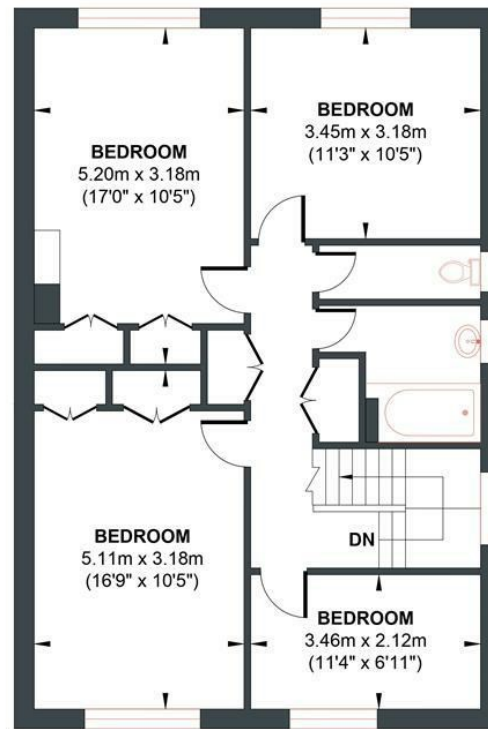 BEDROOM
5.20m x 3.18m
(17'0" x 10'5")
BEDROOM
3.45m x 3.18m
(11'3" x 10'5")
BEDROOM
5.11m x 3.18m
(16'9" x 10'5")
DN
BEDROOM
3.46m x 2.12m
(11'4" x 6'11")